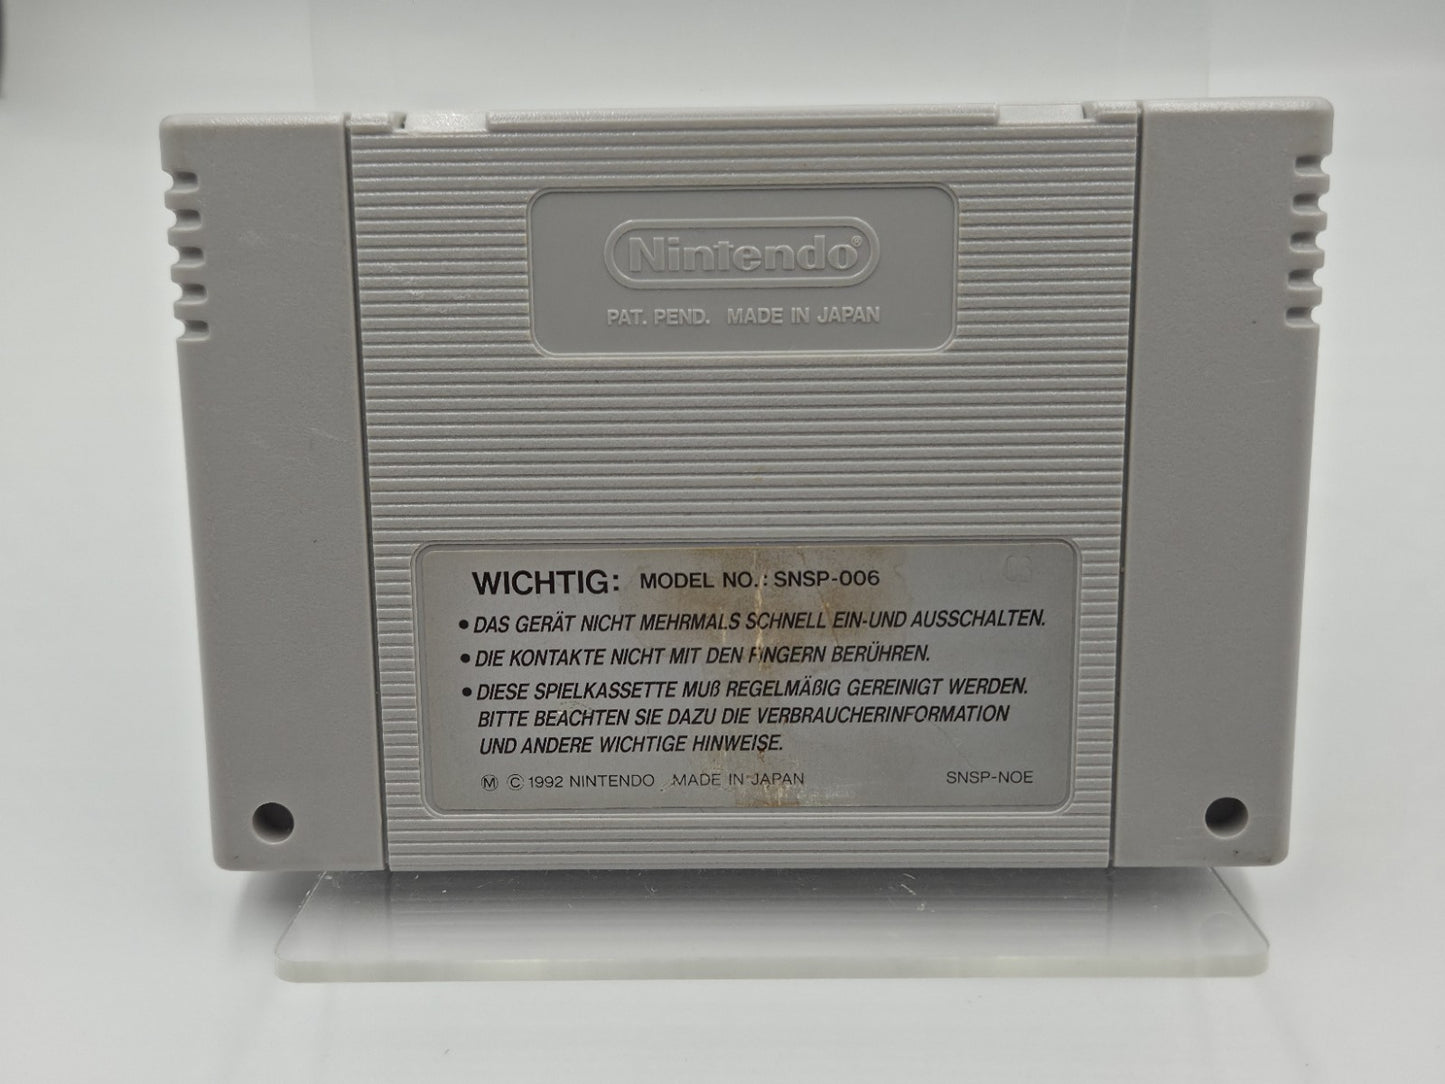 Nintendo®
PAT. PEND. MADE IN JAPAN
WICHTIG: MODEL NO.: SNSP-006
• DAS GERÄT NICHT MEHRMALS SCHNELL EIN-UND AUSSCHALTEN.
• DIE KONTAKTE NICHT MIT DEN FINGERN BERÜHREN.
• DIESE SPIELKASSETTE MUß REGELMÄßIG GEREINIGT WERDEN.
BITTE BEACHTEN SIE DAZU DIE VERBRAUCHERINFORMATION
UND ANDERE WICHTIGE HINWEISE.
Ⓜ © 1992 NINTENDO MADE IN JAPAN SNSP-NOE